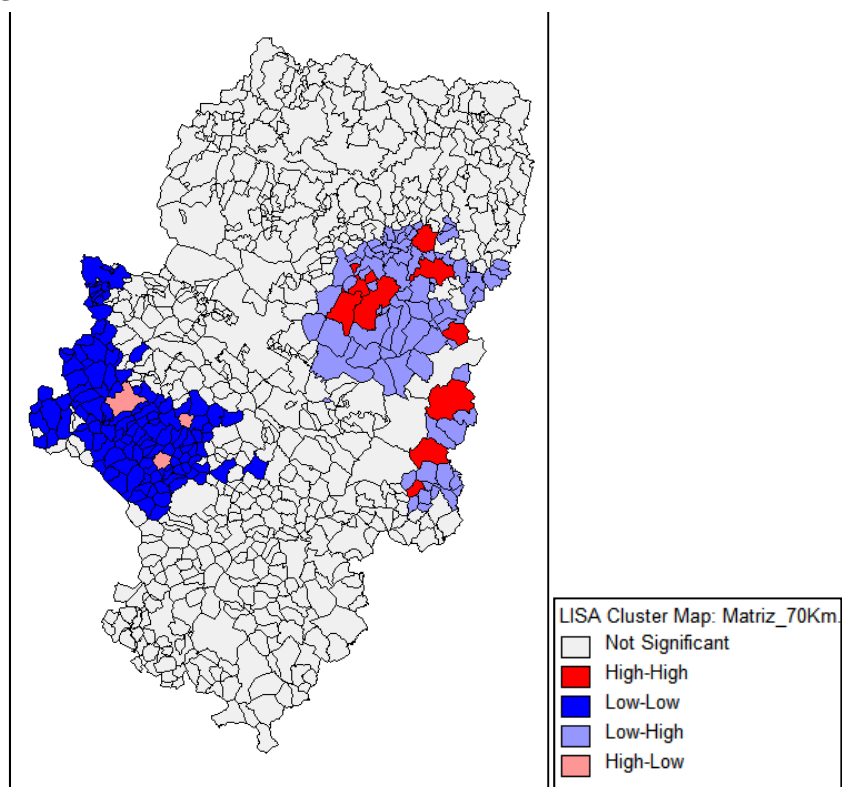 LISA Cluster Map: Matriz_70Km.
Not Significant
High-High
Low-Low
Low-High
High-Low